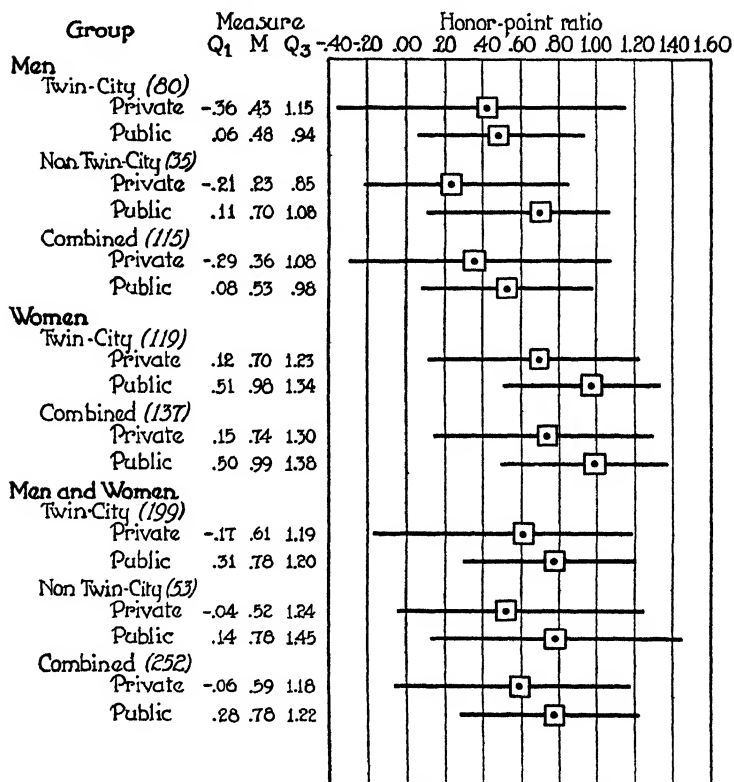 Group Measure Honor-point ratio
Q1 M Q3 -.40 -.20 .00 .20 .40 .60 .80 1.00 1.20 1.40 1.60
Men
Twin-City (80)
Private -.36 .43 1.15
Public .06 .48 .94
Non Twin-City (35)
Private -.21 .23 .85
Public .11 .70 1.08
Combined (115)
Private -.29 .36 1.08
Public .08 .53 .98
Women
Twin-City (119)
Private .12 .70 1.23
Public .51 .98 1.34
Combined (137)
Private .15 .74 1.30
Public .50 .99 1.38
Men and Women
Twin-City (199)
Private -.17 .61 1.19
Public .31 .78 1.20
Non Twin-City (53)
Private -.04 .52 1.24
Public .14 .78 1.45
Combined (252)
Private -.06 .59 1.18
Public .28 .78 1.22